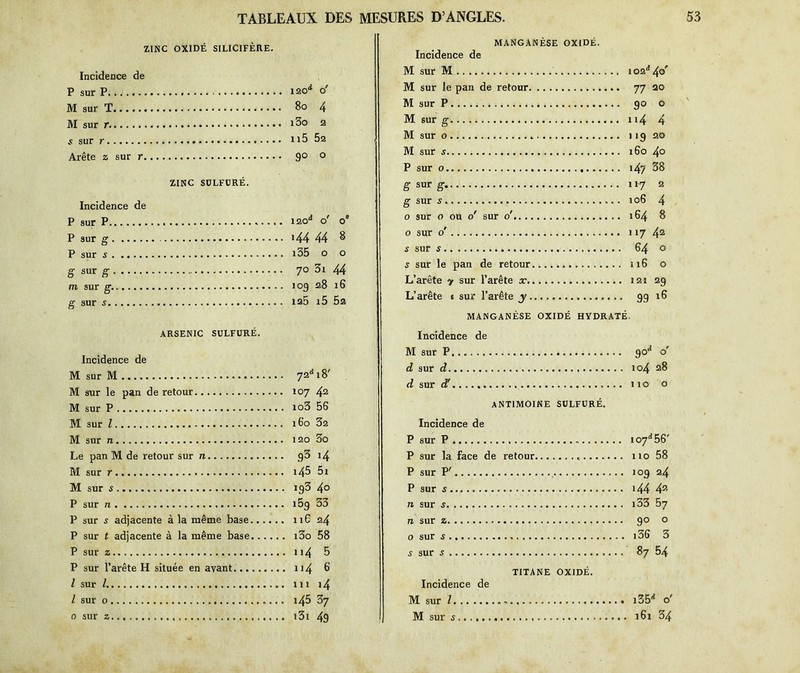 TABLEAUX DES MESURES D'ANGLES. 53
ZINC OXIDÉ SILICIFÈRE.
Incidence de
P sur P........ 120ᵈ 0′
M sur T........ 80 4
M sur r........ 130 2
s sur r........ 115 52
Arête z sur r........ 90 0
ZINC SULFURÉ.
Incidence de
P sur P........ 120ᵈ 0′ 0″
P sur g........ 144 44 8
P sur s........ 135 0 0
g sur g........ 70 31 44
m sur g........ 109 28 16
g sur s........ 125 15 52
ARSENIC SULFURÉ.
Incidence de
M sur M........ 72ᵈ 18′
M sur le pan de retour........ 107 42
M sur P........ 103 56
M sur l........ 160 32
M sur n........ 120 30
Le pan M de retour sur n........ 93 14
M sur r........ 145 51
M sur s........ 193 40
P sur n........ 159 33
P sur s adjacente à la même base...... 116 24
P sur t adjacente à la même base...... 130 58
P sur z........ 114 5
P sur l'arête H située en avant........ 114 6
l sur l........ 111 14
l sur o........ 145 37
o sur z........ 131 49
MANGANÈSE OXIDÉ.
Incidence de
M sur M........ 102ᵈ 40′
M sur le pan de retour........ 77 20
M sur P........ 90 0
M sur g........ 114 4
M sur o........ 119 20
M sur s........ 160 40
P sur o........ 147 38
g sur g........ 117 2
g sur s........ 106 4
o sur o ou o′ sur o′........ 164 8
o sur o′........ 117 42
s sur s........ 64 0
s sur le pan de retour........ 116 0
L'arête γ sur l'arête x........ 121 29
L'arête ε sur l'arête y........ 99 16
MANGANÈSE OXIDÉ HYDRATÉ.
Incidence de
M sur P........ 90ᵈ 0′
d sur d........ 104 28
d sur d′........ 110 0
ANTIMOINE SULFURÉ.
Incidence de
P sur P........ 107ᵈ 56′
P sur la face de retour........ 110 58
P sur P′........ 109 24
P sur s........ 144 42
n sur s........ 133 57
n sur z........ 90 0
o sur s........ 136 3
s sur s........ 87 54
TITANE OXIDÉ.
Incidence de
M sur l........ 135ᵈ 0′
M sur s........ 161 34